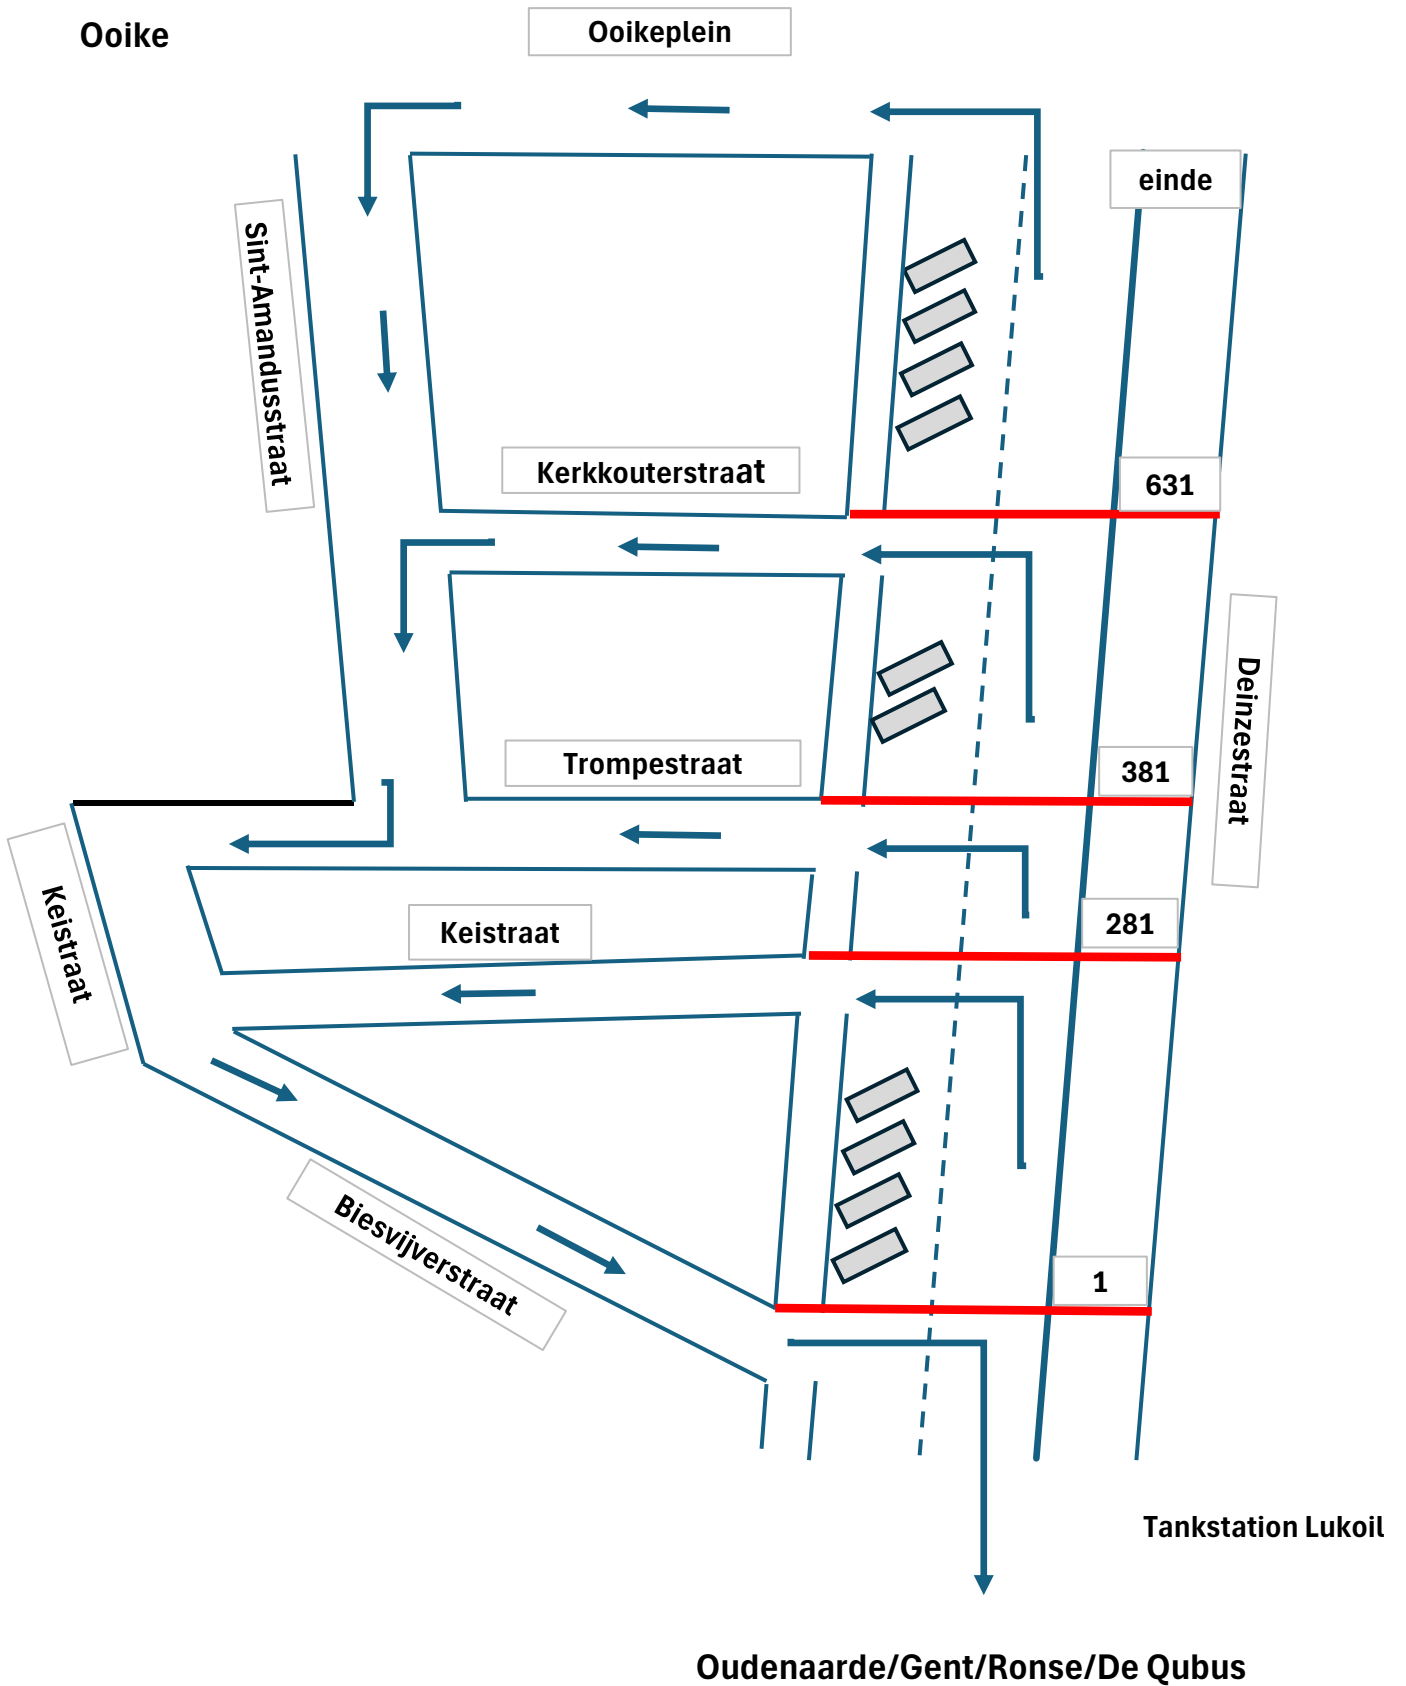 Ooike
Ooikeplein
einde
Sint-Amandusstraat
Kerkkouterstraat
631
Deinzestraat
Trompestraat
381
Keistraat
Keistraat
281
Biesvijverstraat
1
Tankstation Lukoil
Oudenaarde/Gent/Ronse/De Qubus